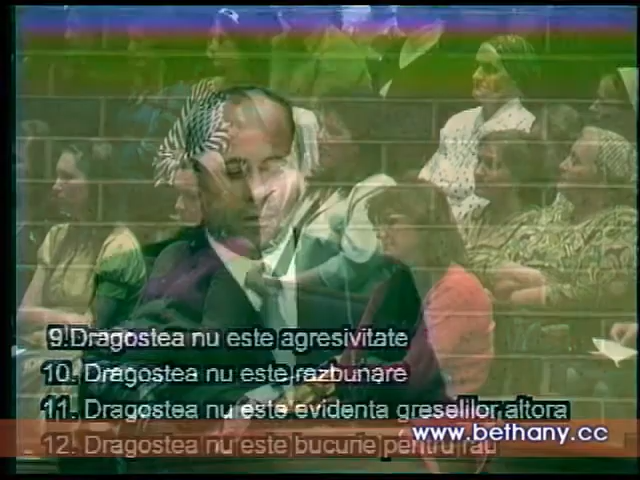 9.Dragostea nu este agresivitate
10. Dragostea nu este razbunare
11. Dragostea nu este evidenta greselilor altora
12. Dragostea nu este bucurie pentru rau
www.bethany.cc